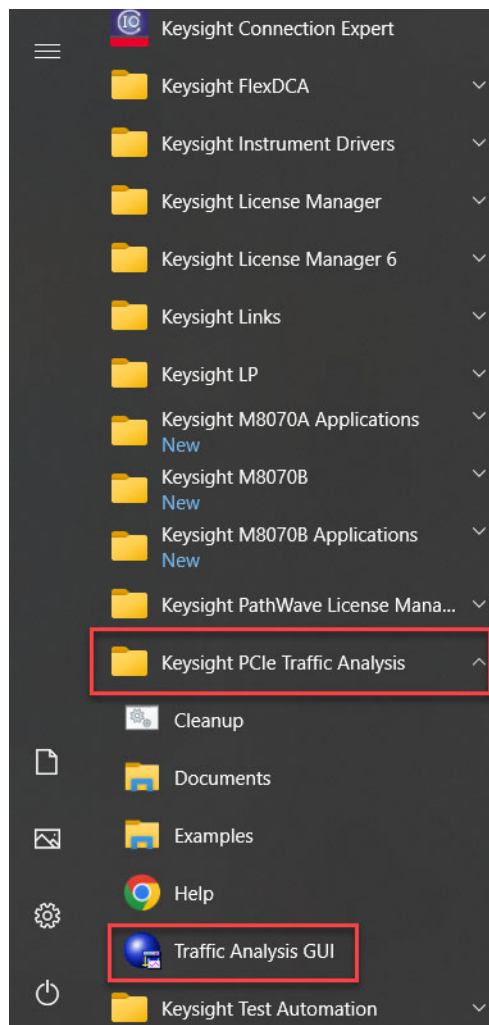 Keysight Connection Expert
Keysight FlexDCA
Keysight Instrument Drivers
Keysight License Manager
Keysight License Manager 6
Keysight Links
Keysight LP
Keysight M8070A Applications
New
Keysight M8070B
New
Keysight M8070B Applications
New
Keysight PathWave License Mana...
Keysight PCIe Traffic Analysis
Cleanup
Documents
Examples
Help
Traffic Analysis GUI
Keysight Test Automation